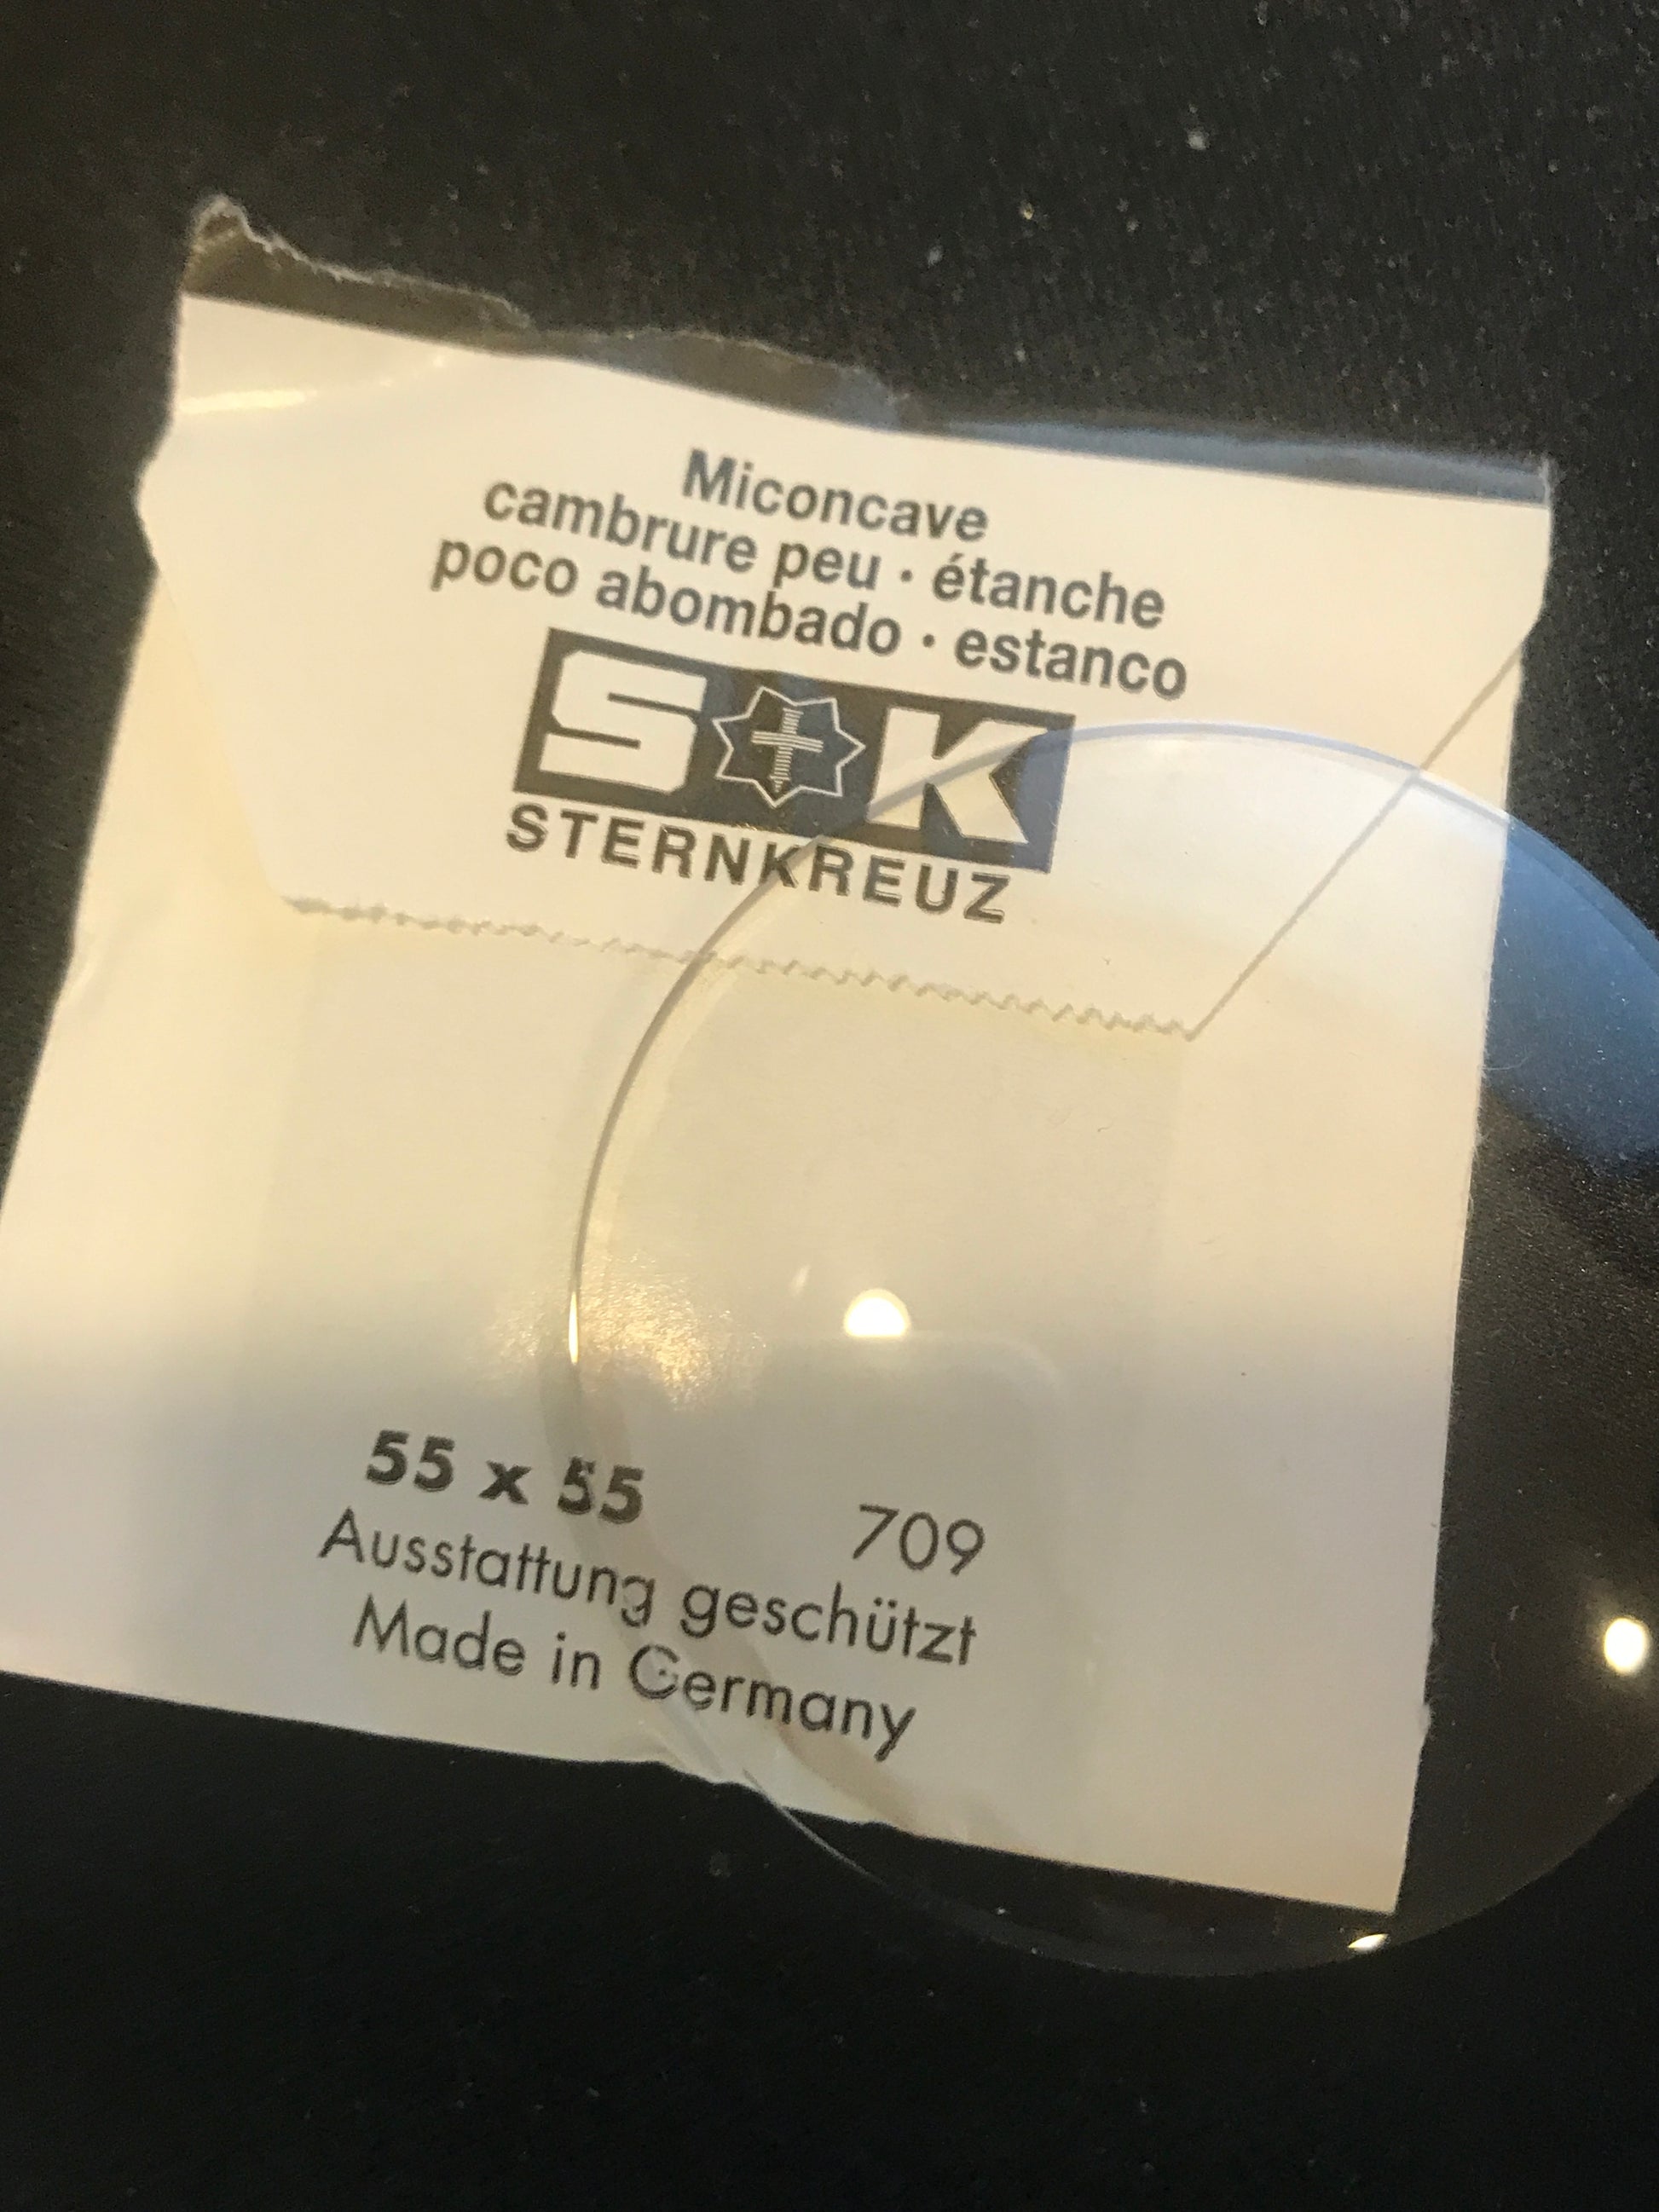 Miconcave
cambrure peu · étanche
poco abombado · estanco
S K
STERNKREUZ
55 x 55 709
Ausstattung geschützt
Made in Germany